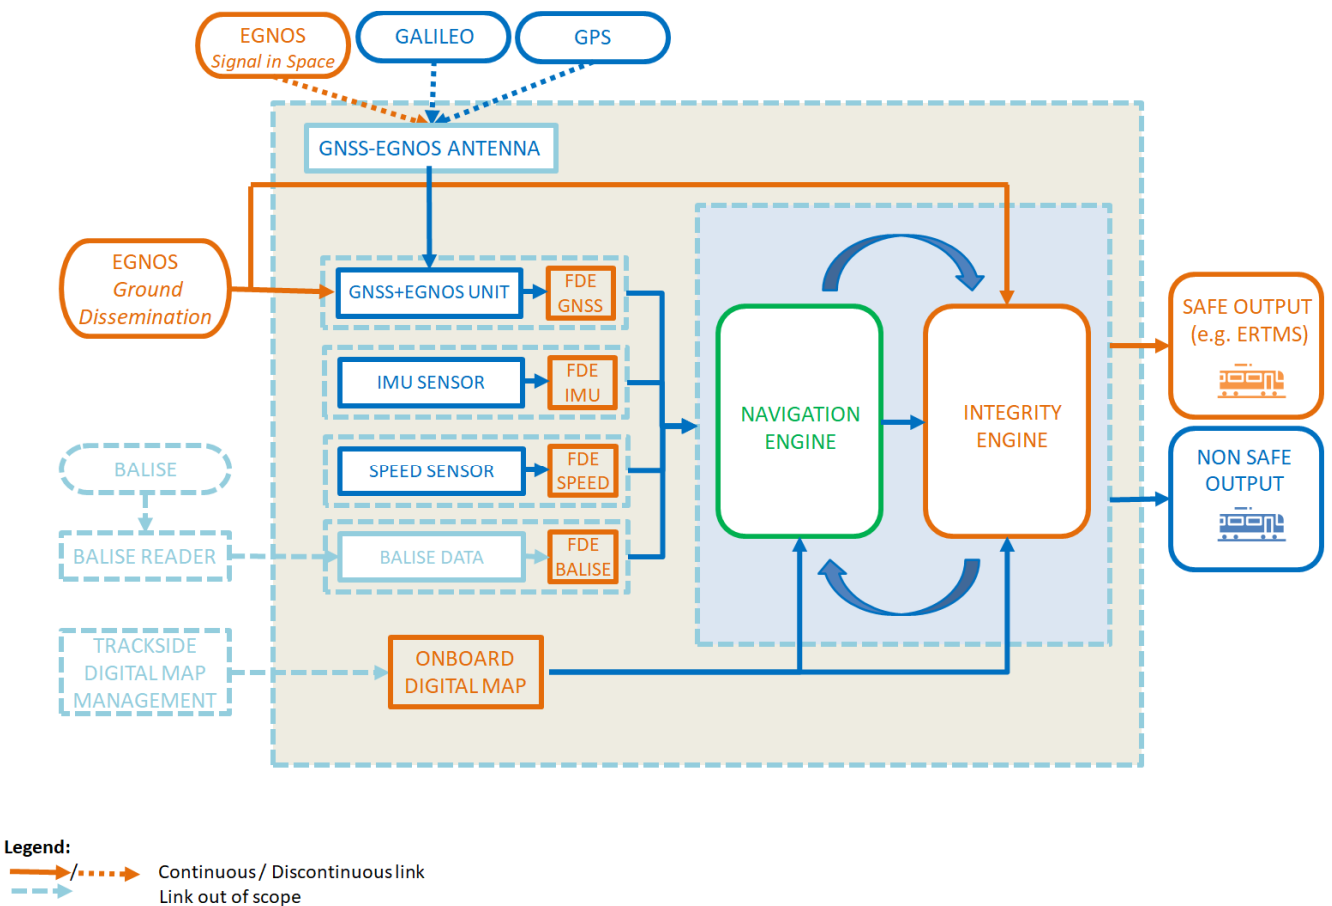 EGNOS
Signal in Space
GALILEO
GPS
GNSS-EGNOS ANTENNA
EGNOS
Ground
Dissemination
GNSS+EGNOS UNIT
FDE
GNSS
IMU SENSOR
FDE
IMU
SPEED SENSOR
FDE
SPEED
BALISE
BALISE READER
BALISE DATA
FDE
BALISE
TRACKSIDE
DIGITAL MAP
MANAGEMENT
ONBOARD
DIGITAL MAP
NAVIGATION
ENGINE
INTEGRITY
ENGINE
SAFE OUTPUT
(e.g. ERTMS)
NON SAFE
OUTPUT
Legend:
/ Continuous / Discontinuous link
Link out of scope